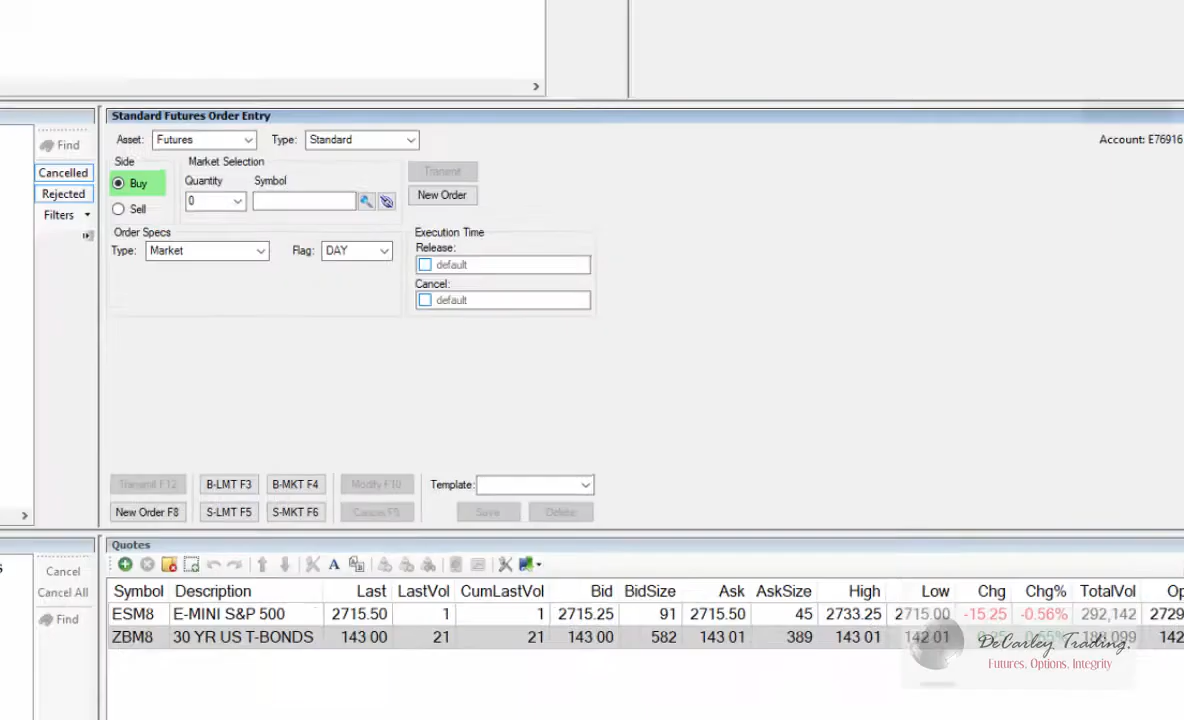 Standard Futures Order Entry
Asset: Futures Type: Standard Account: E76916
Find
Side Market Selection
Cancelled Quantity Symbol Transmit
Buy
Rejected 0 New Order
Sell
Filters
Order Specs Execution Time
Type: Market Flag: DAY Release:
default
Cancel:
default
Transmit F12 B-LMT F3 B-MKT F4 Modify F10 Template:
New Order F8 S-LMT F5 S-MKT F6 Save Delete
Quotes
Cancel
Cancel All
Find
Symbol Description Last LastVol CumLastVol Bid BidSize Ask AskSize High Low Chg Chg% TotalVol Op
ESM8 E-MINI S&P 500 2715.50 1 1 2715.25 91 2715.50 45 2733.25 2715.00 -15.25 -0.56% 292,142 2729
ZBM8 30 YR US T-BONDS 143 00 21 21 143 00 582 143 01 389 143 01 142 01 142
DeCarley Trading.
Futures. Options. Integrity